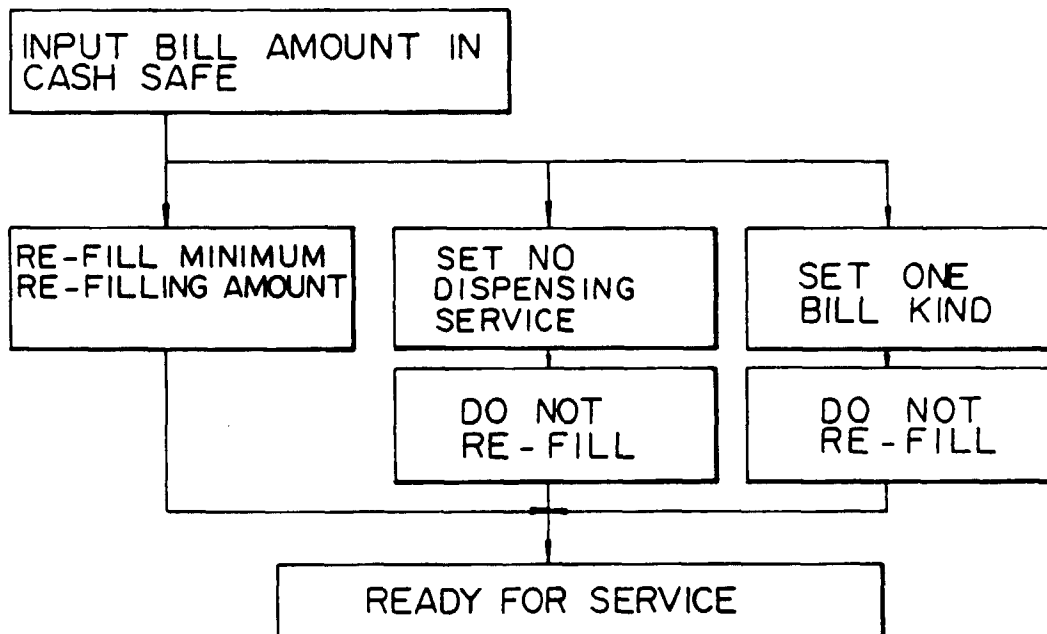 INPUT BILL AMOUNT IN
CASH SAFE
RE-FILL MINIMUM
RE-FILLING AMOUNT
SET NO
DISPENSING
SERVICE
SET ONE
BILL KIND
DO NOT
RE-FILL
DO NOT
RE-FILL
READY FOR SERVICE